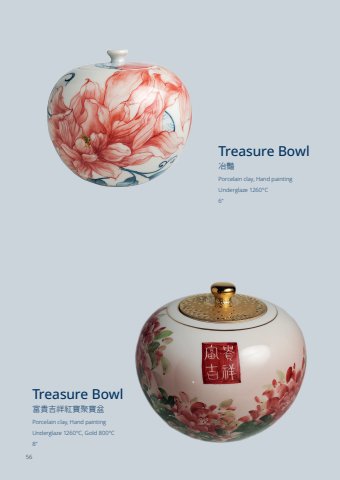 Treasure Bowl
冶豔
Porcelain clay, Hand painting
Underglaze 1260°C
6"
富貴
吉祥
Treasure Bowl
富貴吉祥紅寶聚寶盆
Porcelain clay, Hand painting
Underglaze 1260°C, Gold 800°C
8"
56